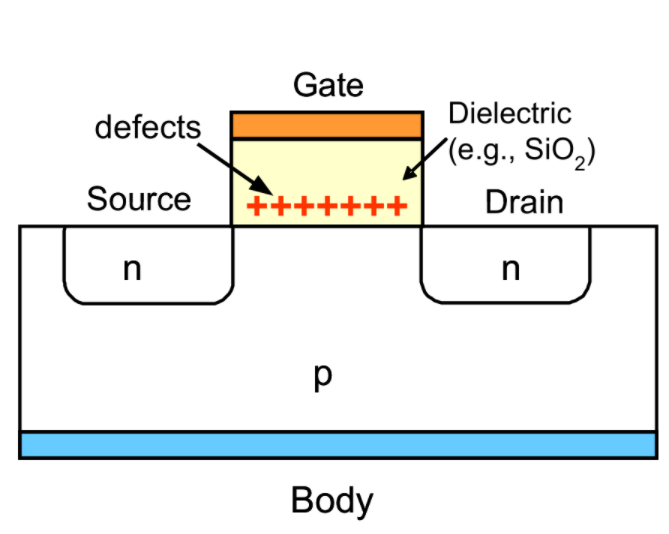 Gate
defects
Dielectric
(e.g., SiO₂)
Source
Drain
+++++++
n
n
p
Body